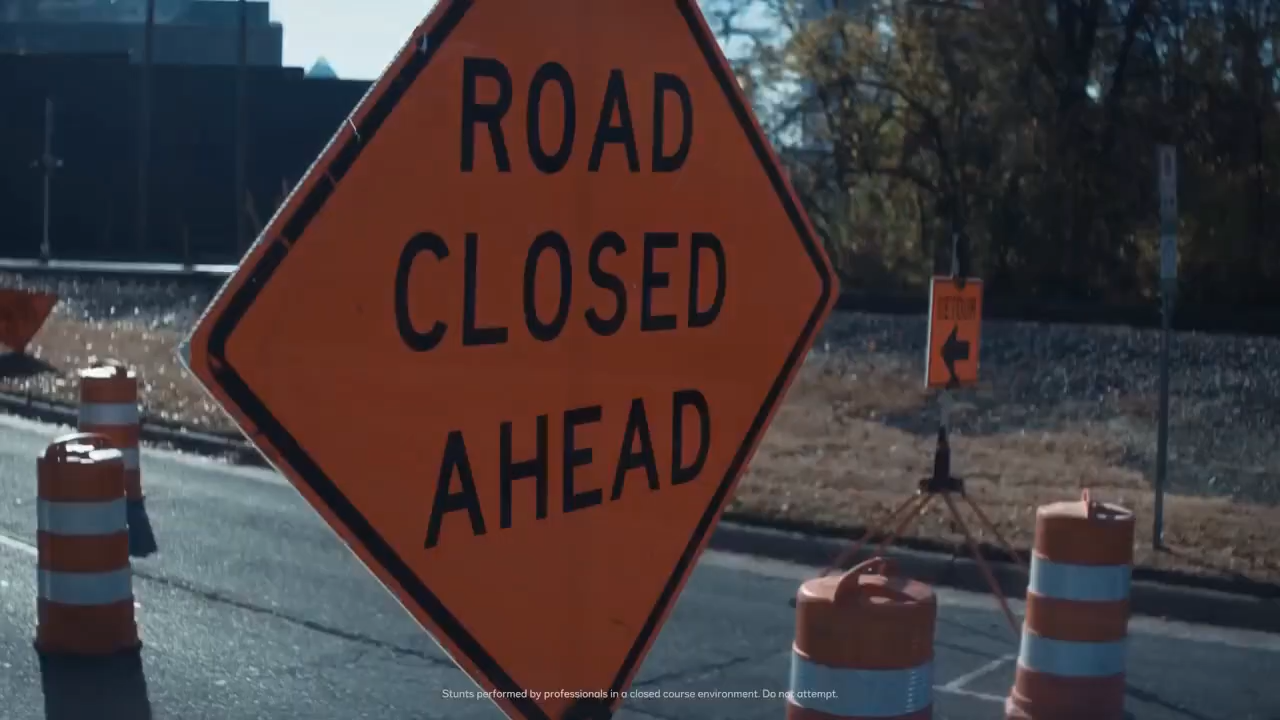 ROAD
CLOSED
AHEAD
DETOUR
Stunts performed by professionals in a closed course environment. Do not attempt.